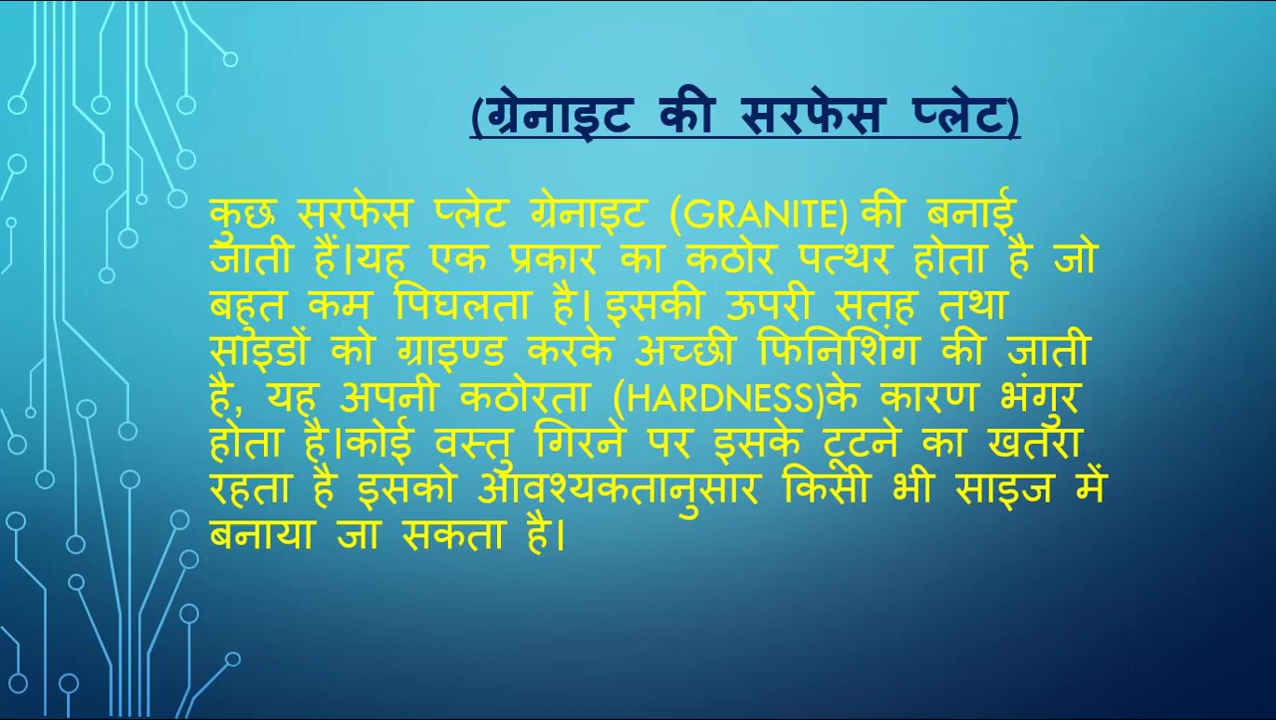 (ग्रेनाइट की सरफेस प्लेट)
कुछ सरफेस प्लेट ग्रेनाइट (GRANITE) की बनाई
जाती हैं।यह एक प्रकार का कठोर पत्थर होता है जो
बहुत कम पिघलता है। इसकी ऊपरी सतह तथा
साइडों को ग्राइण्ड करके अच्छी फिनिशिंग की जाती
है, यह अपनी कठोरता (HARDNESS)के कारण भंगुर
होता है।कोई वस्तु गिरने पर इसके टूटने का खतरा
रहता है इसको आवश्यकतानुसार किसी भी साइज में
बनाया जा सकता है।